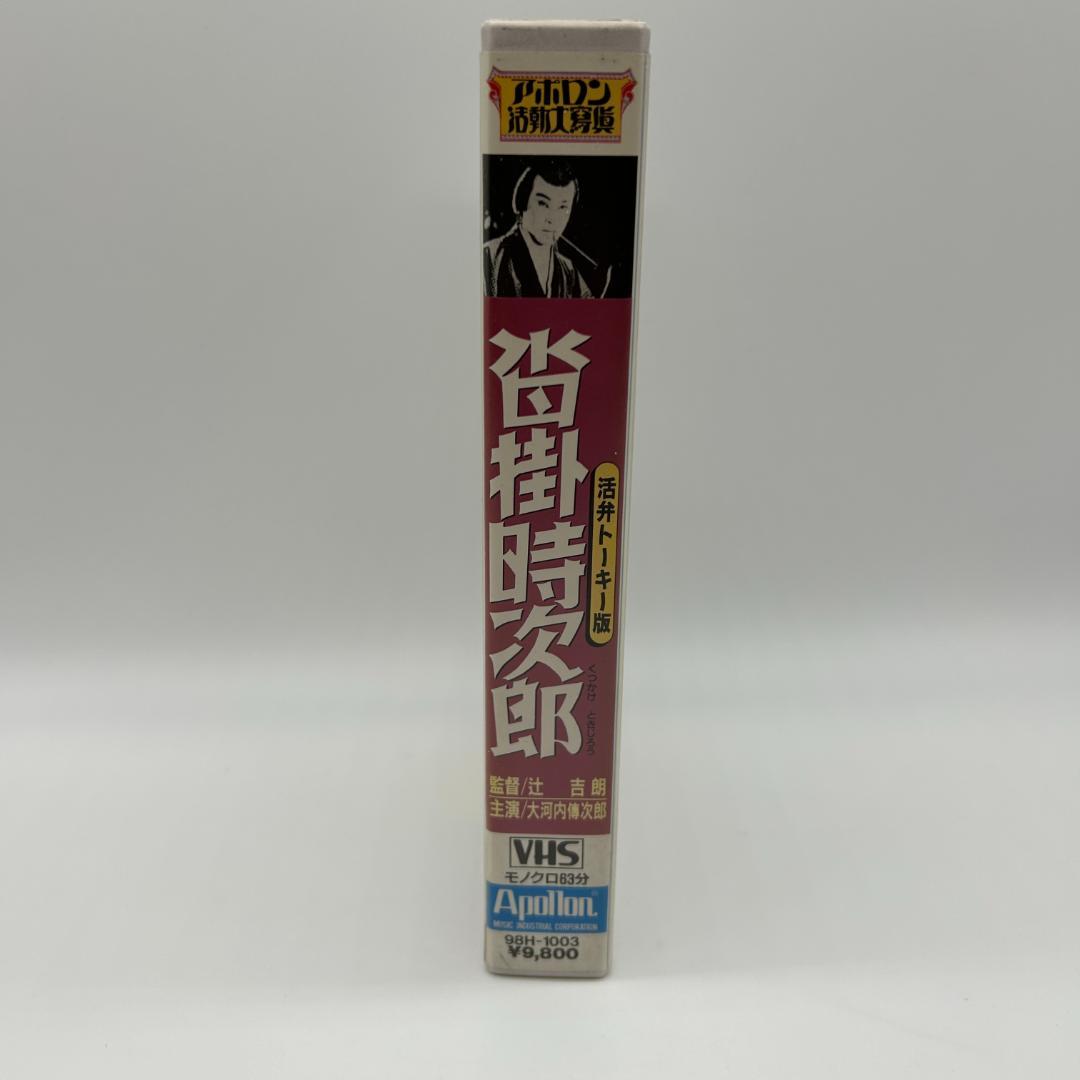 アポロン
活動大寫眞
沓掛時次郎
活弁トーキー版
くつかけ ときじろう
監督/辻 吉朗
主演/大河内傳次郎
VHS
モノクロ63分
Apollon
MUSIC INDUSTRIAL CORPORATION
98H-1003
¥9,800